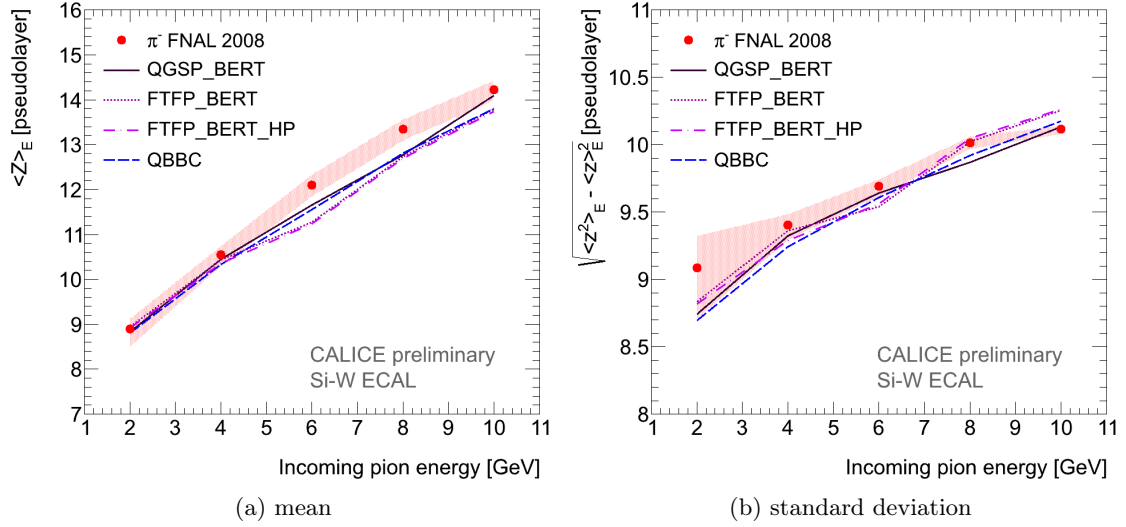 16
15
14
13
12
11
10
9
8
7
<Z>_E [pseudolayer]
π⁻ FNAL 2008
QGSP_BERT
FTFP_BERT
FTFP_BERT_HP
QBBC
CALICE preliminary
Si-W ECAL
1 2 3 4 5 6 7 8 9 10 11
Incoming pion energy [GeV]
(a) mean
11
10.5
10
9.5
9
8.5
8
√<z²>_E - <z>²_E [pseudolayer]
π⁻ FNAL 2008
QGSP_BERT
FTFP_BERT
FTFP_BERT_HP
QBBC
CALICE preliminary
Si-W ECAL
1 2 3 4 5 6 7 8 9 10 11
Incoming pion energy [GeV]
(b) standard deviation